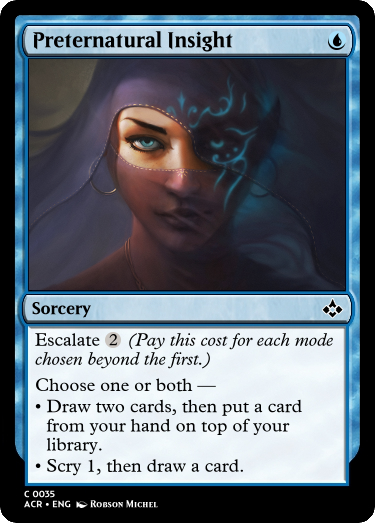 Preternatural Insight
Sorcery
Escalate 2 (Pay this cost for each mode
chosen beyond the first.)
Choose one or both —
• Draw two cards, then put a card
from your hand on top of your
library.
• Scry 1, then draw a card.
C 0035
ACR • ENG Robson Michel